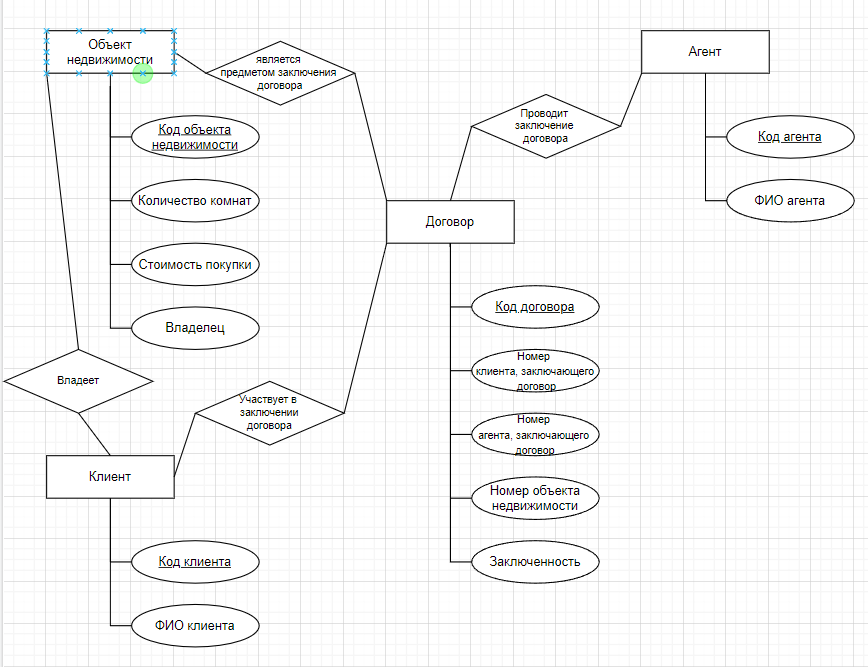 Объект
недвижимости
является
предметом заключения
договора
Агент
Проводит
заключение
договора
Код объекта
недвижимости
Код агента
Количество комнат
ФИО агента
Договор
Стоимость покупки
Код договора
Владелец
Номер
клиента, заключающего
договор
Владеет
Участвует в
заключении
договора
Номер
агента, заключающего
договор
Клиент
Номер объекта
недвижимости
Код клиента
Заключенность
ФИО клиента